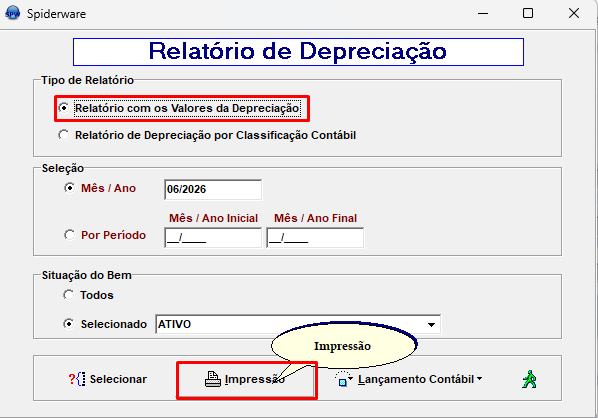 Spiderware
Relatório de Depreciação
Tipo de Relatório
Relatório com os Valores da Depreciação
Relatório de Depreciação por Classificação Contábil
Seleção
Mês / Ano 06/2026
Mês / Ano Inicial Mês / Ano Final
Por Período __/____ __/____
Situação do Bem
Todos
Selecionado ATIVO
Impressão
?{ Selecionar Impressão Lançamento Contábil